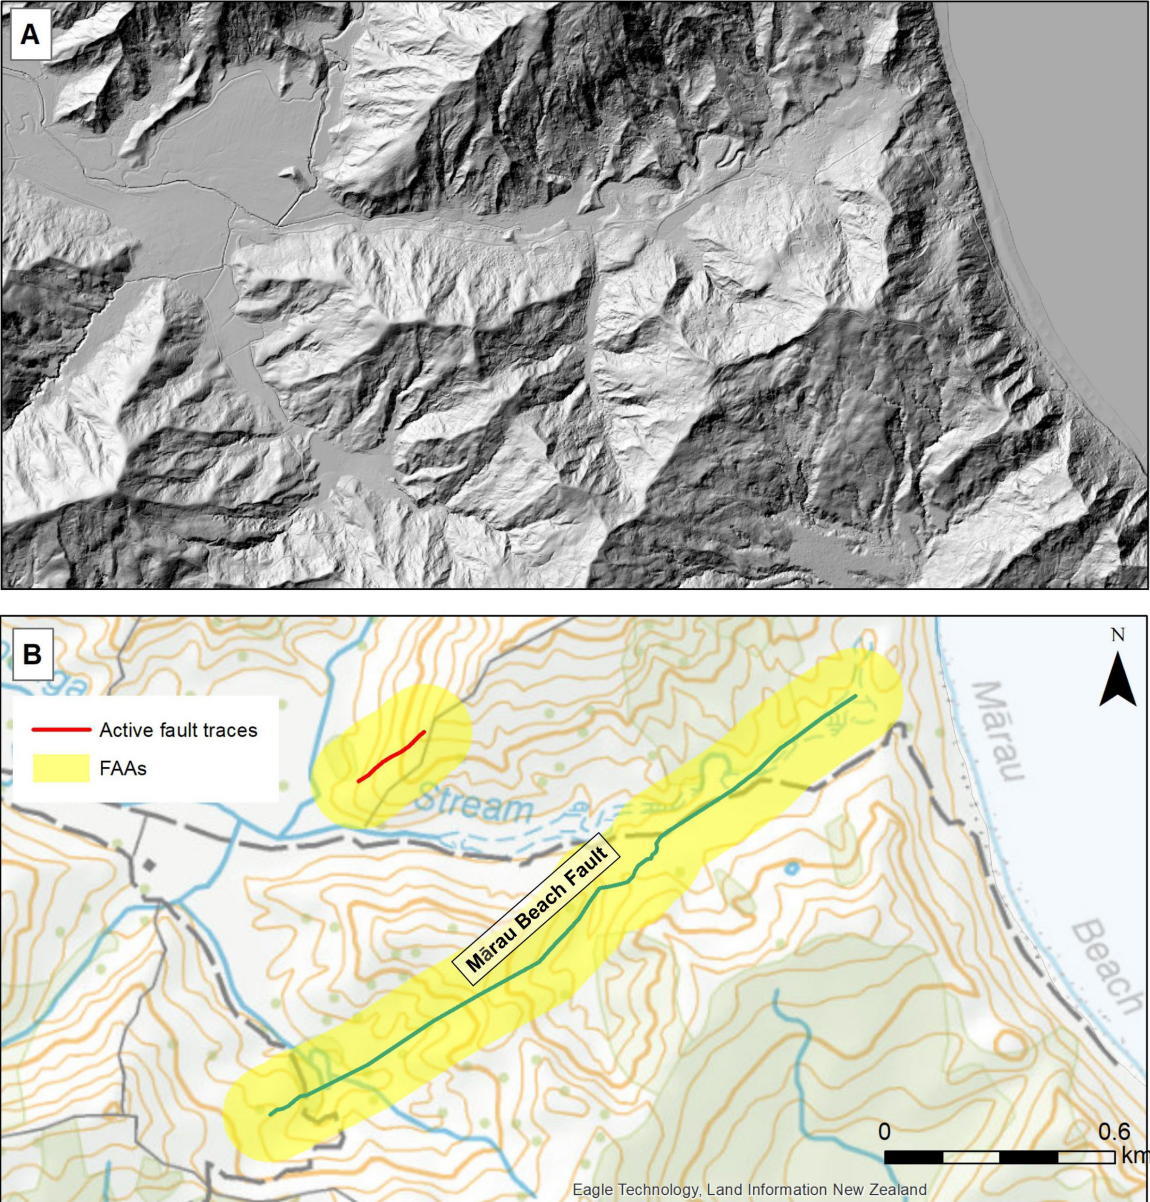 A
B
ga
N
Active fault traces
FAAs
Stream
Mārau Beach Fault
Mārau
Beach
0 0.6
km
Eagle Technology, Land Information New Zealand